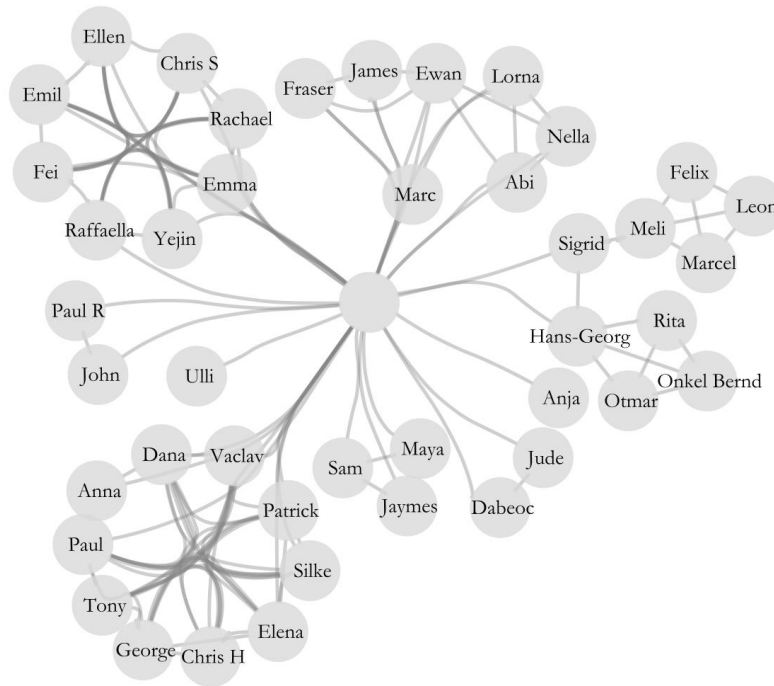 Ellen
Chris S
Emil
Rachael
Fei
Emma
Raffaella
Yejin
James
Ewan
Lorna
Fraser
Nella
Marc
Abi
Felix
Leon
Meli
Sigrid
Marcel
Hans-Georg
Rita
Onkel Bernd
Otmar
Anja
Paul R
John
Ulli
Maya
Sam
Jaymes
Jude
Dabeoc
Dana
Vaclav
Anna
Patrick
Paul
Silke
Tony
Elena
George
Chris H